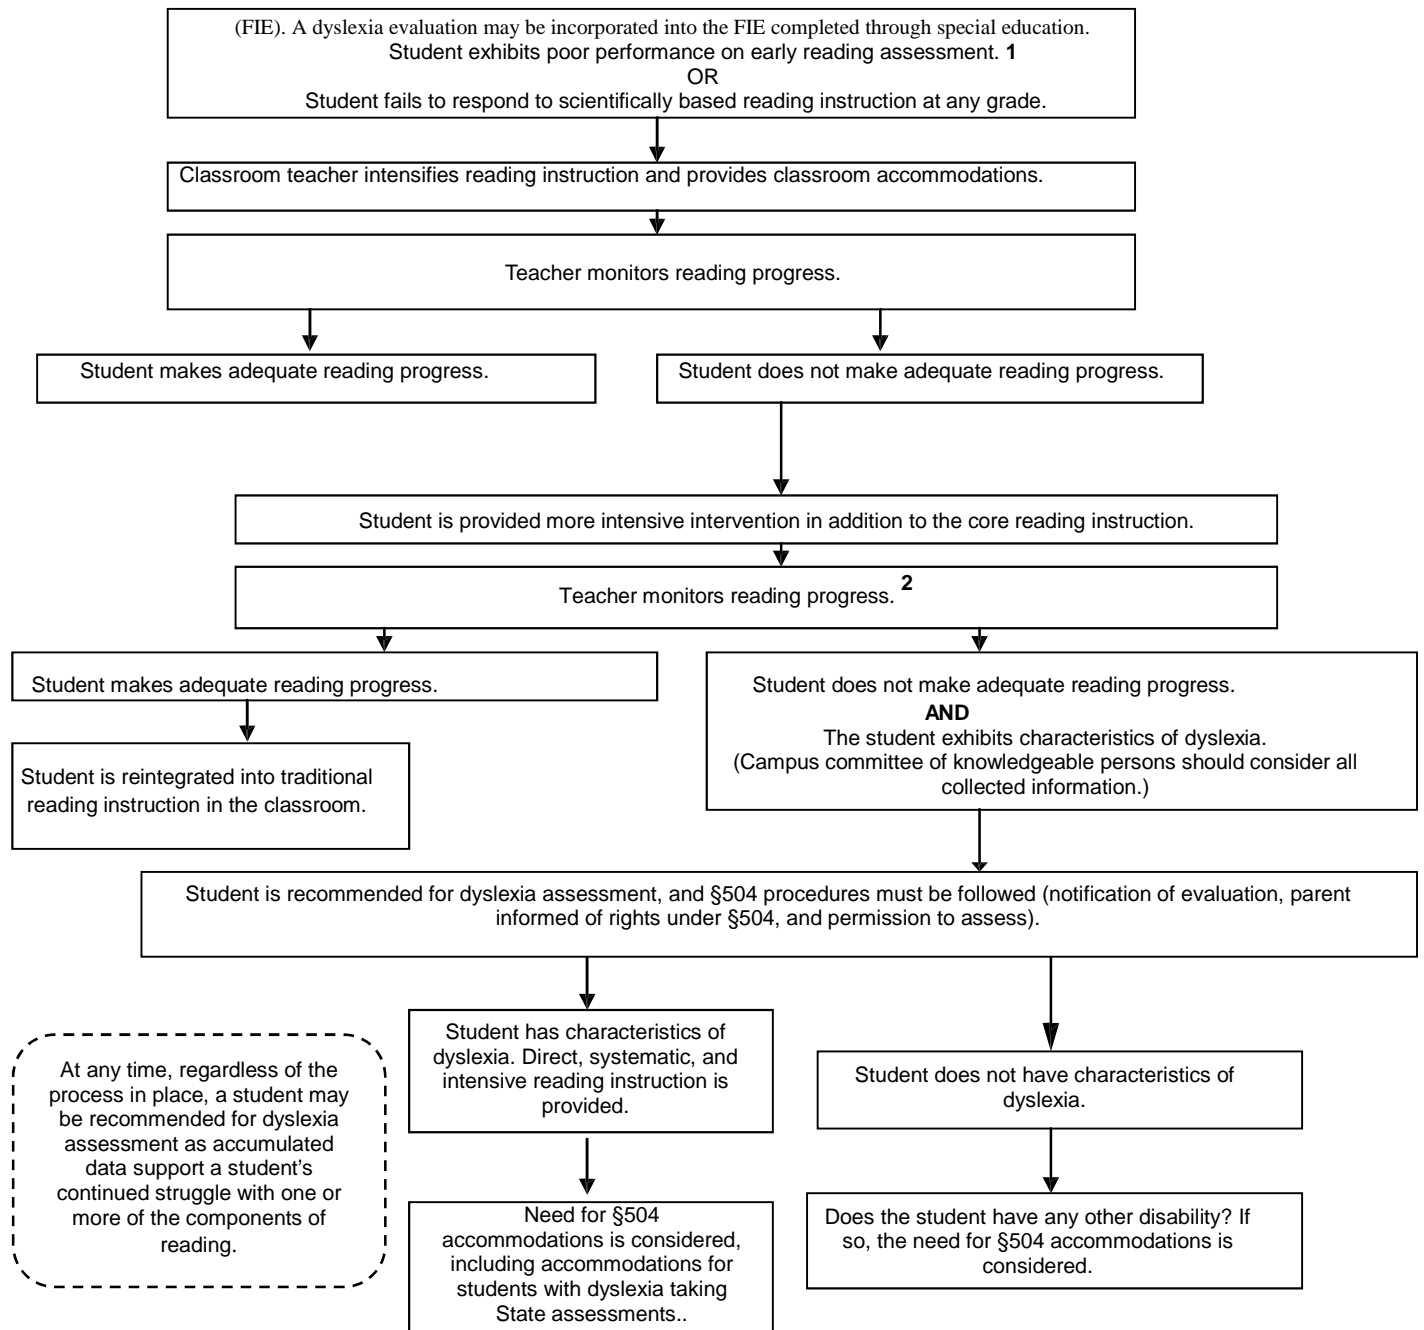 (FIE). A dyslexia evaluation may be incorporated into the FIE completed through special education.
Student exhibits poor performance on early reading assessment. 1
OR
Student fails to respond to scientifically based reading instruction at any grade.
Classroom teacher intensifies reading instruction and provides classroom accommodations.
Teacher monitors reading progress.
Student makes adequate reading progress.
Student does not make adequate reading progress.
Student is provided more intensive intervention in addition to the core reading instruction.
Teacher monitors reading progress. 2
Student makes adequate reading progress.
Student is reintegrated into traditional
reading instruction in the classroom.
Student does not make adequate reading progress.
AND
The student exhibits characteristics of dyslexia.
(Campus committee of knowledgeable persons should consider all
collected information.)
Student is recommended for dyslexia assessment, and §504 procedures must be followed (notification of evaluation, parent
informed of rights under §504, and permission to assess).
At any time, regardless of the
process in place, a student may
be recommended for dyslexia
assessment as accumulated
data support a student’s
continued struggle with one or
more of the components of
reading.
Student has characteristics of
dyslexia. Direct, systematic, and
intensive reading instruction is
provided.
Need for §504
accommodations is considered,
including accommodations for
students with dyslexia taking
State assessments..
Student does not have characteristics of
dyslexia.
Does the student have any other disability? If
so, the need for §504 accommodations is
considered.